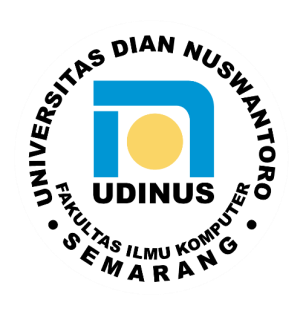 UNIVERSITAS DIAN NUSWANTORO
UDINUS
FAKULTAS ILMU KOMPUTER
• SEMARANG •